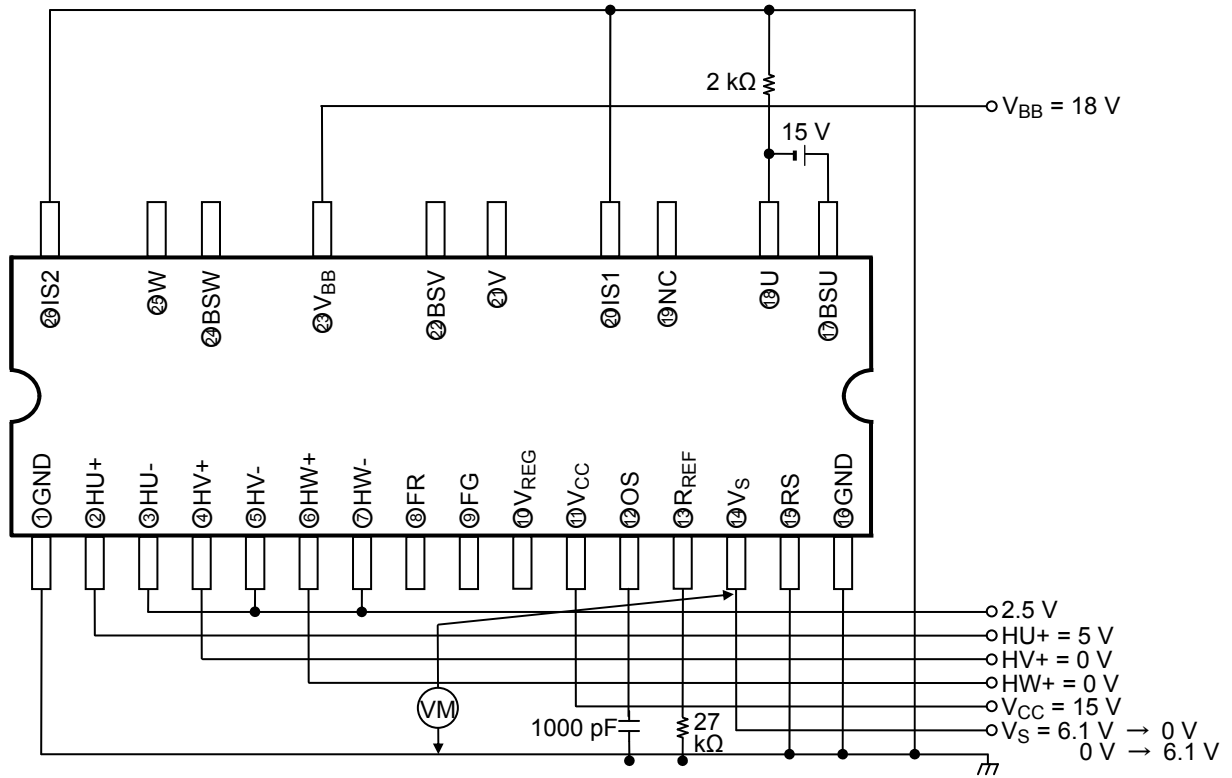 2 kΩ
V_BB = 18 V
15 V
㉖IS2
㉕W
㉔BSW
㉓V_BB
㉒BSV
㉑V
⑳IS1
⑲NC
⑱U
⑰BSU
①GND
②HU+
③HU-
④HV+
⑤HV-
⑥HW+
⑦HW-
⑧FR
⑨FG
⑩V_REG
⑪V_CC
⑫OS
⑬R_REF
⑭V_S
⑮RS
⑯GND
2.5 V
HU+ = 5 V
HV+ = 0 V
HW+ = 0 V
V_CC = 15 V
VM
1000 pF
27
kΩ
V_S = 6.1 V → 0 V
0 V → 6.1 V